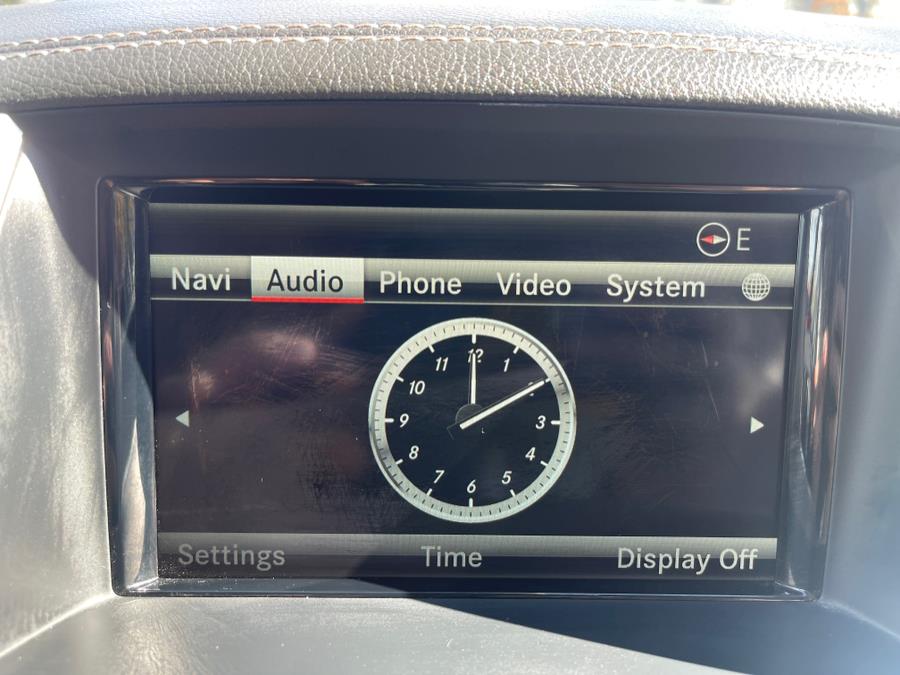 E
Navi Audio Phone Video System
12
11 1
10
9 3
8 4
7 5
6
Settings Time Display Off